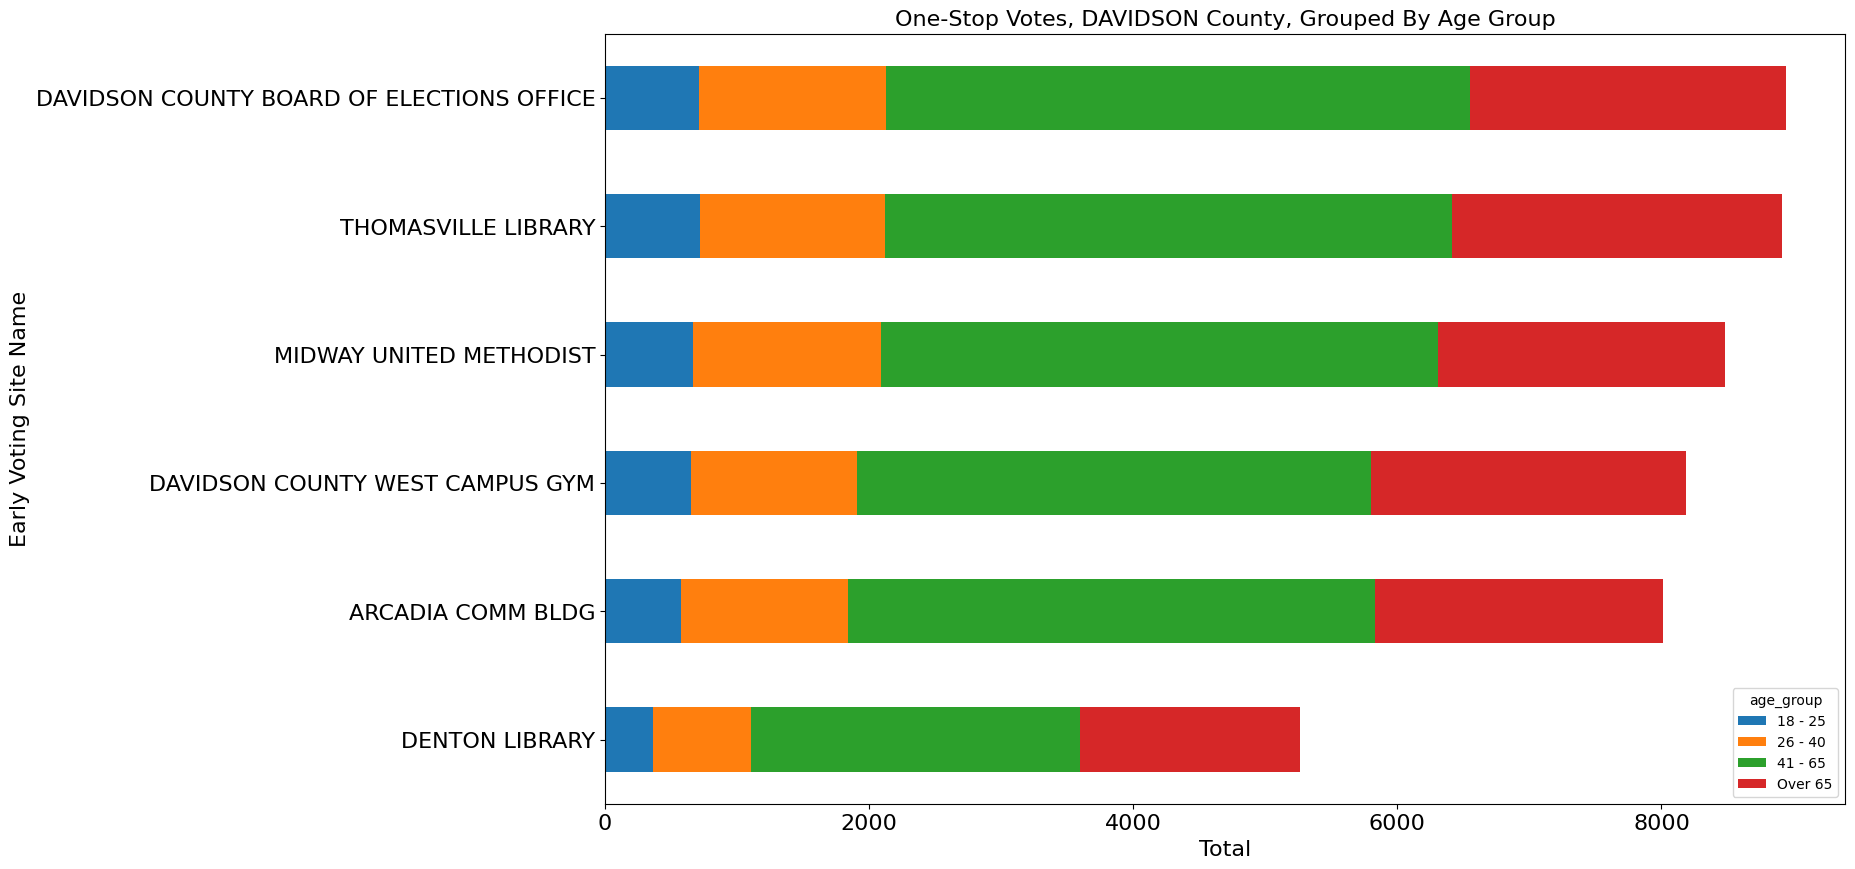 One-Stop Votes, DAVIDSON County, Grouped By Age Group
Early Voting Site Name
DAVIDSON COUNTY BOARD OF ELECTIONS OFFICE
THOMASVILLE LIBRARY
MIDWAY UNITED METHODIST
DAVIDSON COUNTY WEST CAMPUS GYM
ARCADIA COMM BLDG
DENTON LIBRARY
age_group
18 - 25
26 - 40
41 - 65
Over 65
0 2000 4000 6000 8000
Total